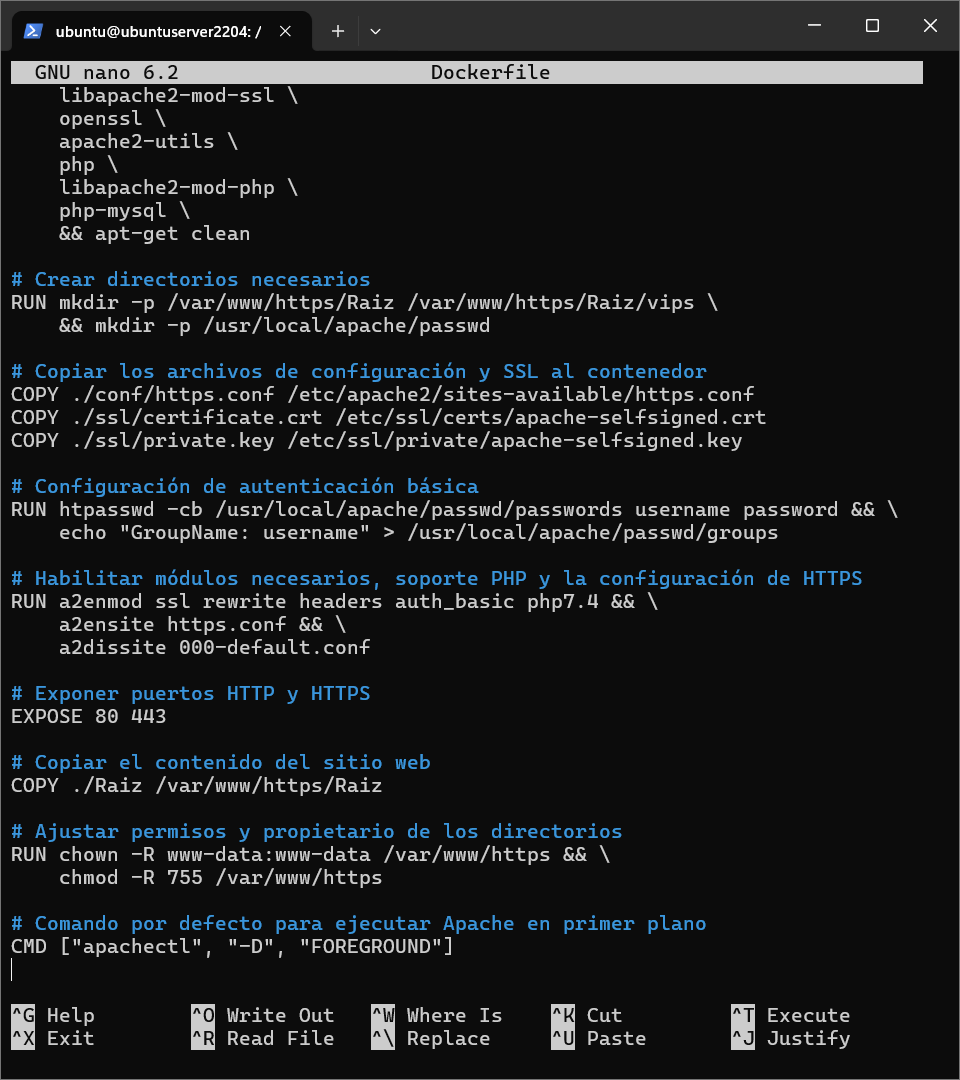 ubuntu@ubuntuserver2204: /
GNU nano 6.2 Dockerfile
    libapache2-mod-ssl \
    openssl \
    apache2-utils \
    php \
    libapache2-mod-php \
    php-mysql \
    && apt-get clean

# Crear directorios necesarios
RUN mkdir -p /var/www/https/Raiz /var/www/https/Raiz/vips \
    && mkdir -p /usr/local/apache/passwd

# Copiar los archivos de configuración y SSL al contenedor
COPY ./conf/https.conf /etc/apache2/sites-available/https.conf
COPY ./ssl/certificate.crt /etc/ssl/certs/apache-selfsigned.crt
COPY ./ssl/private.key /etc/ssl/private/apache-selfsigned.key

# Configuración de autenticación básica
RUN htpasswd -cb /usr/local/apache/passwd/passwords username password && \
    echo "GroupName: username" > /usr/local/apache/passwd/groups

# Habilitar módulos necesarios, soporte PHP y la configuración de HTTPS
RUN a2enmod ssl rewrite headers auth_basic php7.4 && \
    a2ensite https.conf && \
    a2dissite 000-default.conf

# Exponer puertos HTTP y HTTPS
EXPOSE 80 443

# Copiar el contenido del sitio web
COPY ./Raiz /var/www/https/Raiz

# Ajustar permisos y propietario de los directorios
RUN chown -R www-data:www-data /var/www/https && \
    chmod -R 755 /var/www/https

# Comando por defecto para ejecutar Apache en primer plano
CMD ["apachectl", "-D", "FOREGROUND"]

^G Help ^O Write Out ^W Where Is ^K Cut ^T Execute
^X Exit ^R Read File ^\ Replace ^U Paste ^J Justify